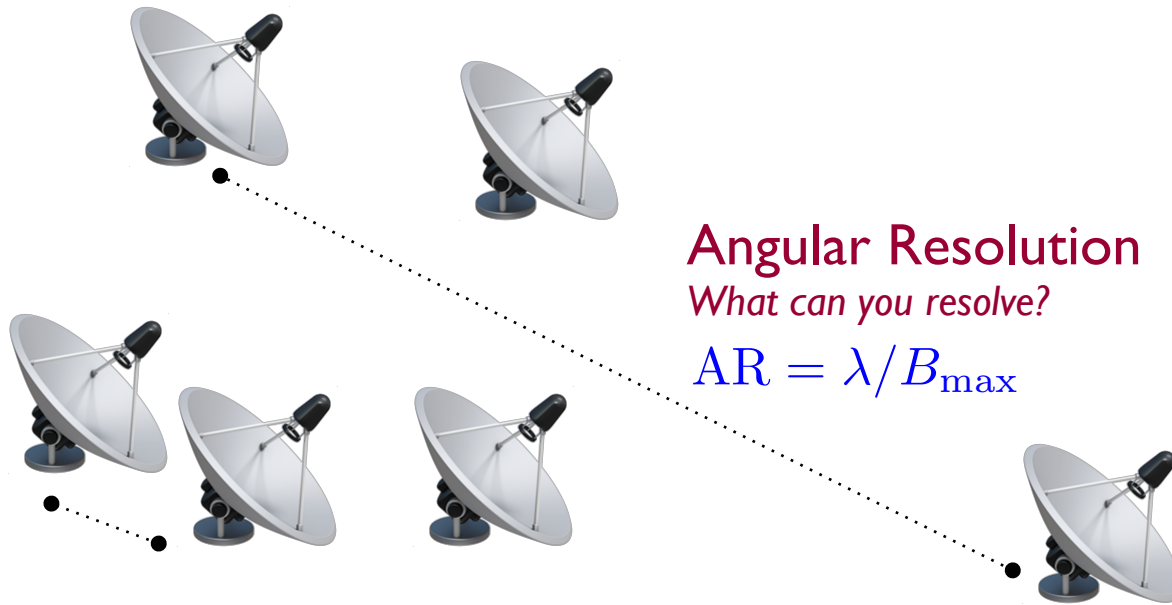 Angular Resolution
What can you resolve?
AR = λ/B_max